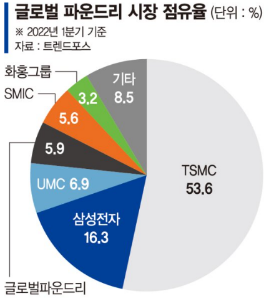 글로벌 파운드리 시장 점유율 (단위 : %)
※ 2022년 1분기 기준
자료 : 트렌드포스
화홍그룹
SMIC
3.2
기타
8.5
5.6
5.9
TSMC
53.6
UMC 6.9
삼성전자
16.3
글로벌파운드리